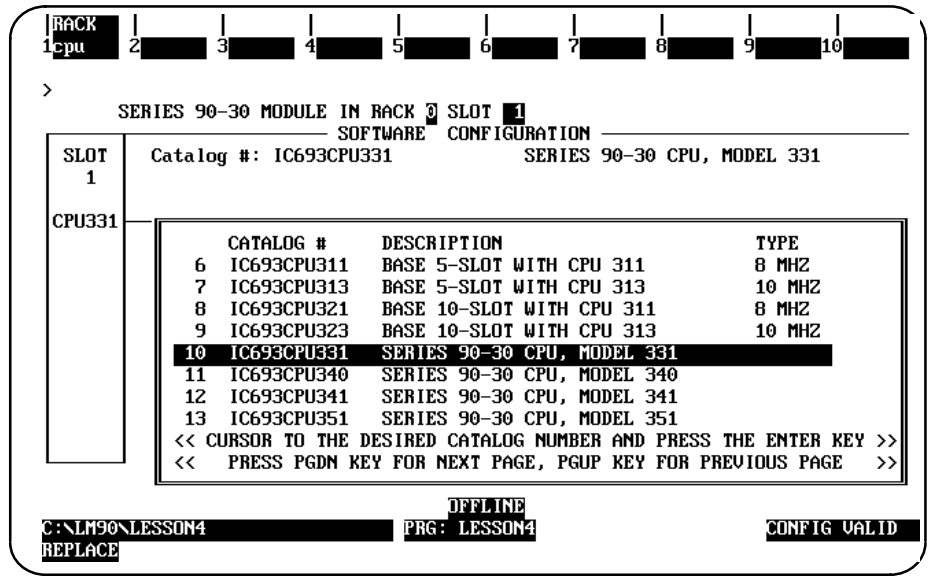 RACK
1cpu 2 3 4 5 6 7 8 9 10
>
SERIES 90-30 MODULE IN RACK 0 SLOT 1
SOFTWARE CONFIGURATION
SLOT Catalog #: IC693CPU331 SERIES 90-30 CPU, MODEL 331
1
CPU331
CATALOG # DESCRIPTION TYPE
6 IC693CPU311 BASE 5-SLOT WITH CPU 311 8 MHZ
7 IC693CPU313 BASE 5-SLOT WITH CPU 313 10 MHZ
8 IC693CPU321 BASE 10-SLOT WITH CPU 311 8 MHZ
9 IC693CPU323 BASE 10-SLOT WITH CPU 313 10 MHZ
10 IC693CPU331 SERIES 90-30 CPU, MODEL 331
11 IC693CPU340 SERIES 90-30 CPU, MODEL 340
12 IC693CPU341 SERIES 90-30 CPU, MODEL 341
13 IC693CPU351 SERIES 90-30 CPU, MODEL 351
<< CURSOR TO THE DESIRED CATALOG NUMBER AND PRESS THE ENTER KEY >>
<< PRESS PGDN KEY FOR NEXT PAGE, PGUP KEY FOR PREVIOUS PAGE >>
OFFLINE
C:\LM90\LESSON4 PRG: LESSON4 CONFIG VALID
REPLACE